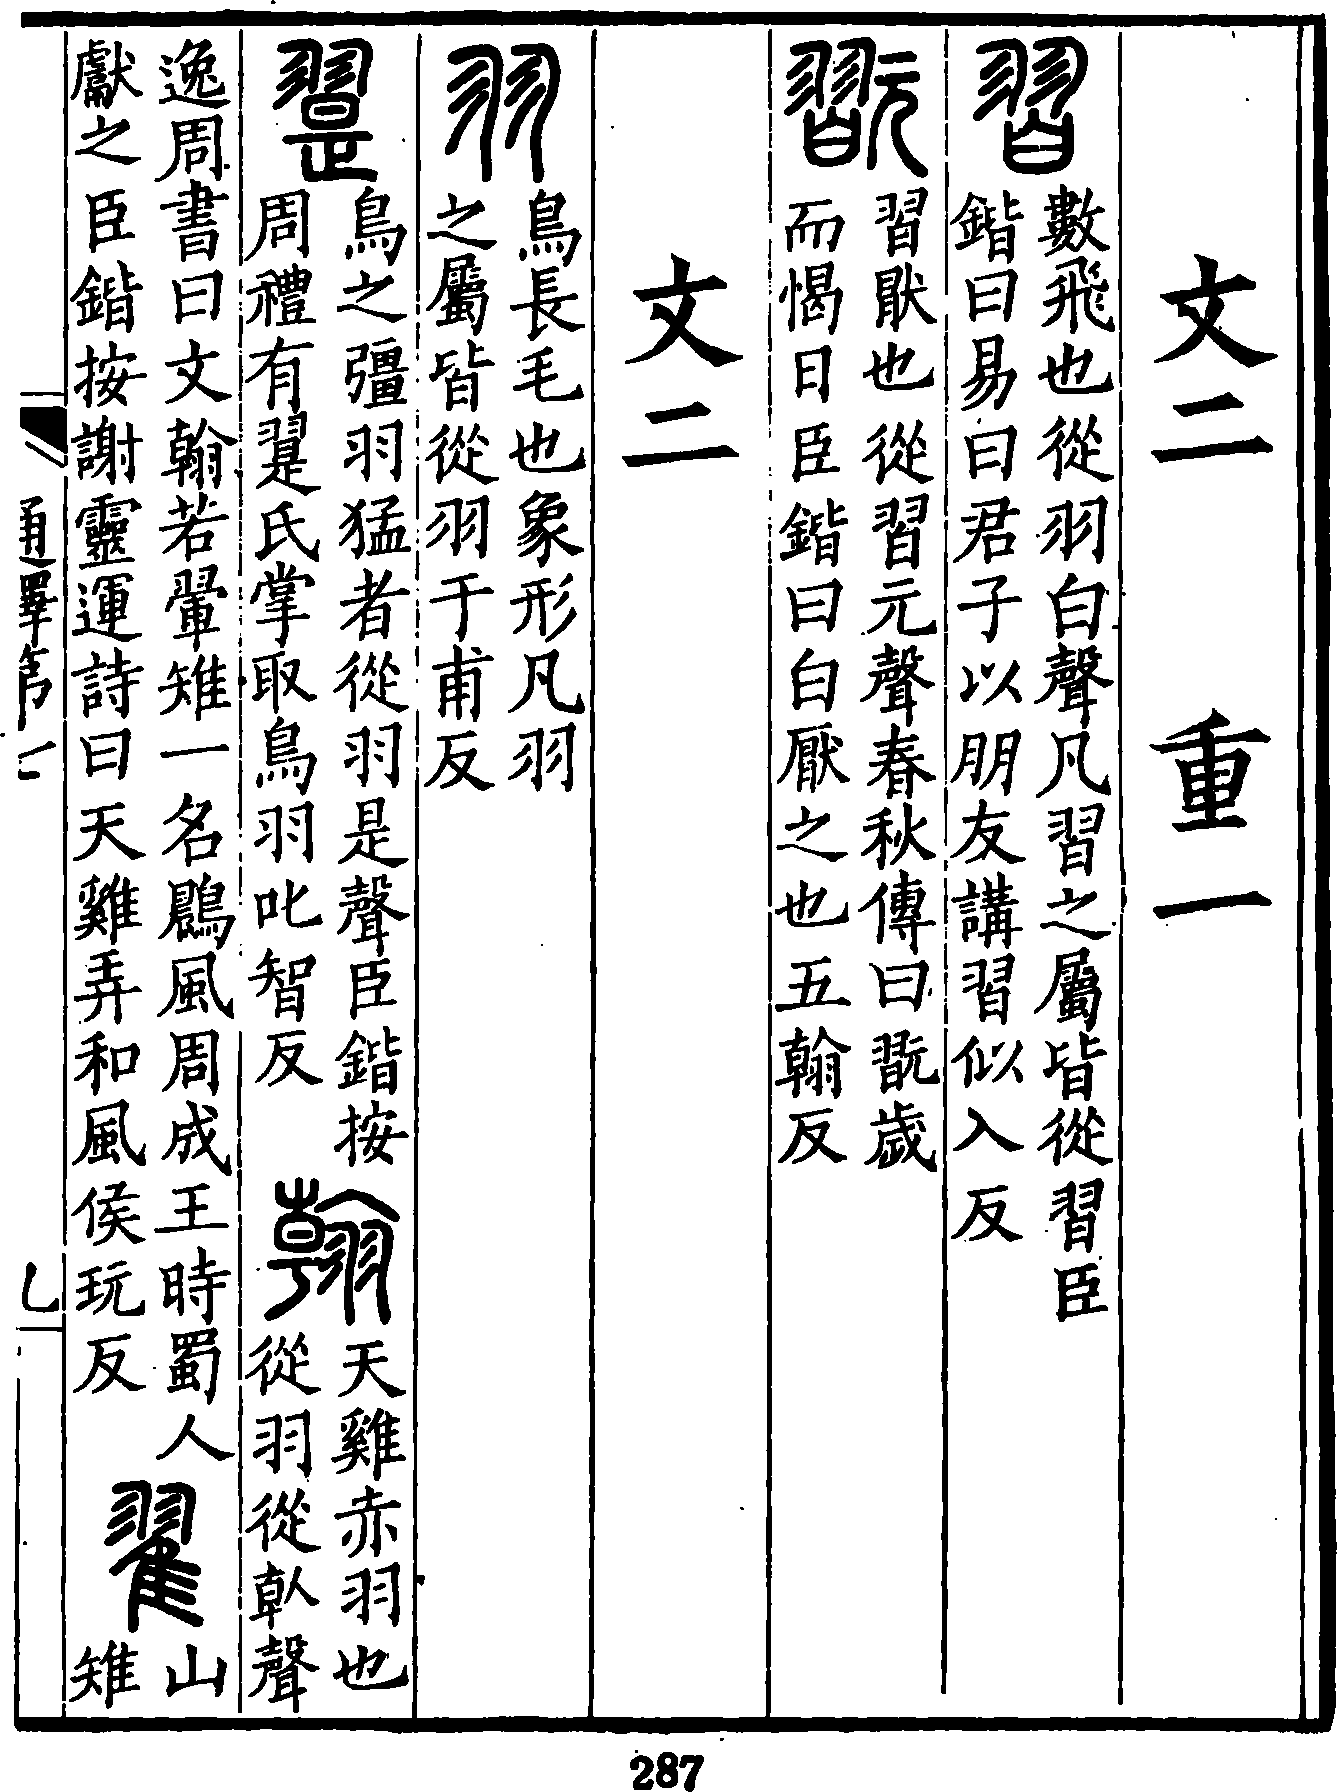 文二　重一
習
數飛也從羽白聲凡習之屬皆從習臣
鍇曰易曰君子以朋友講習似入反
翫
習猒也從習元聲春秋傳曰翫歲
而愒日臣鍇曰白厭之也五翰反
文二
羽
鳥長毛也象形凡羽
之屬皆從羽于甫反
翨
鳥之彊羽猛者從羽是聲臣鍇按
周禮有翨氏掌取鳥羽叱智反
翰
天雞赤羽也
從羽從倝聲
逸周書曰文翰若翬雉一名鷐風周成王時蜀人
獻之臣鍇按謝靈運詩曰天雞弄和風侯玩反
翟
山
雉
通釋第七
七
287